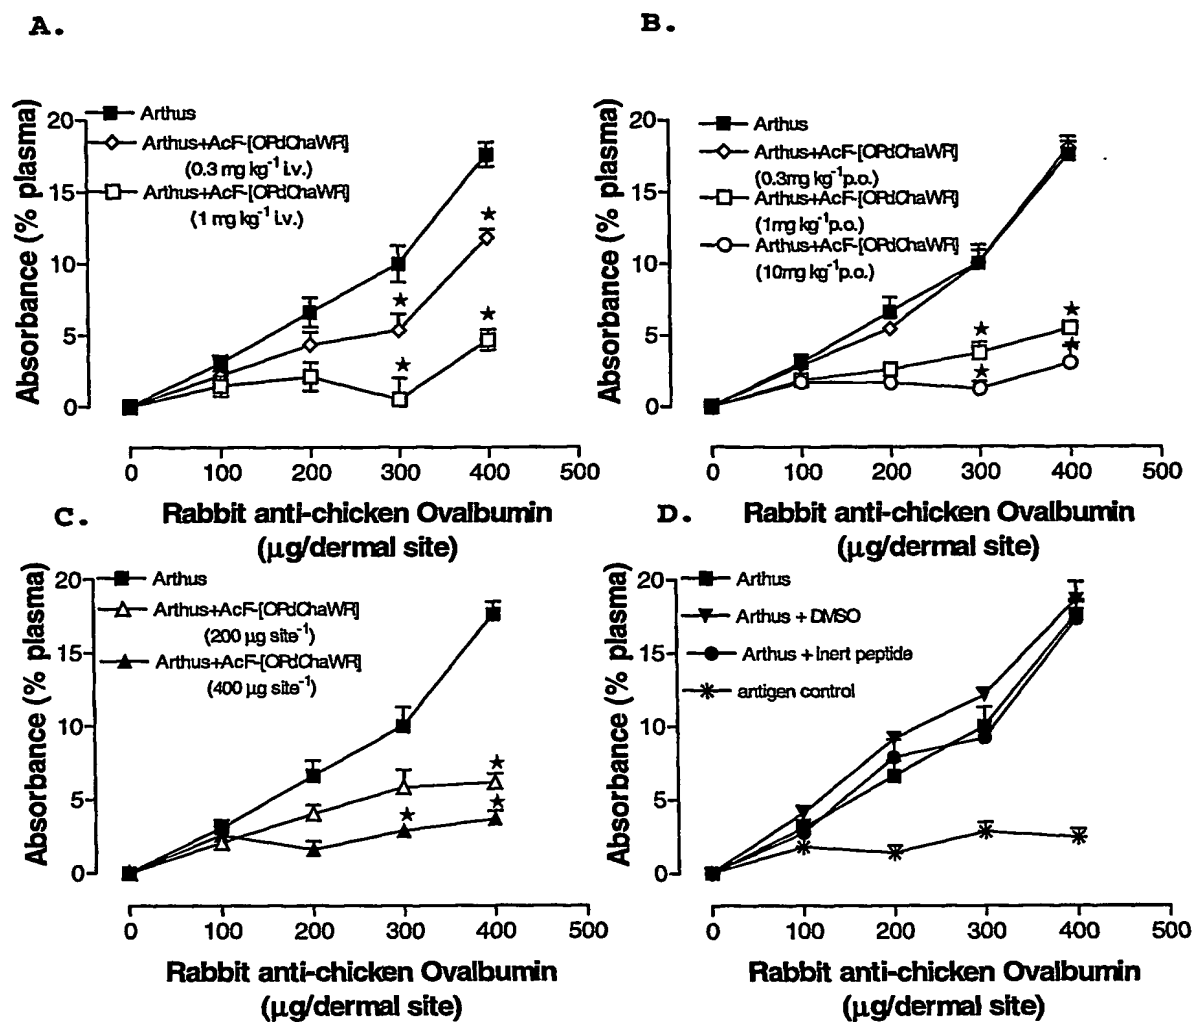 A.
Absorbance (% plasma)
20
15
10
5
0
Arthus
Arthus+AcF-[OPdChaWR]
(0.3 mg kg⁻¹ i.v.)
Arthus+AcF-[OPdChaWR]
(1 mg kg⁻¹ i.v.)
0 100 200 300 400 500
Rabbit anti-chicken Ovalbumin
(µg/dermal site)
B.
Absorbance (% plasma)
20
15
10
5
0
Arthus
Arthus+AcF-[OPdChaWR]
(0.3mg kg⁻¹p.o.)
Arthus+AcF-[OPdChaWR]
(1mg kg⁻¹p.o.)
Arthus+AcF-[OPdChaWR]
(10mg kg⁻¹p.o.)
0 100 200 300 400 500
Rabbit anti-chicken Ovalbumin
(µg/dermal site)
C.
Absorbance (% plasma)
20
15
10
5
0
Arthus
Arthus+AcF-[OPdChaWR]
(200 µg site⁻¹)
Arthus+AcF-[OPdChaWR]
(400 µg site⁻¹)
0 100 200 300 400 500
Rabbit anti-chicken Ovalbumin
(µg/dermal site)
D.
Absorbance (% plasma)
20
15
10
5
0
Arthus
Arthus + DMSO
Arthus + Inert peptide
antigen control
0 100 200 300 400 500
Rabbit anti-chicken Ovalbumin
(µg/dermal site)